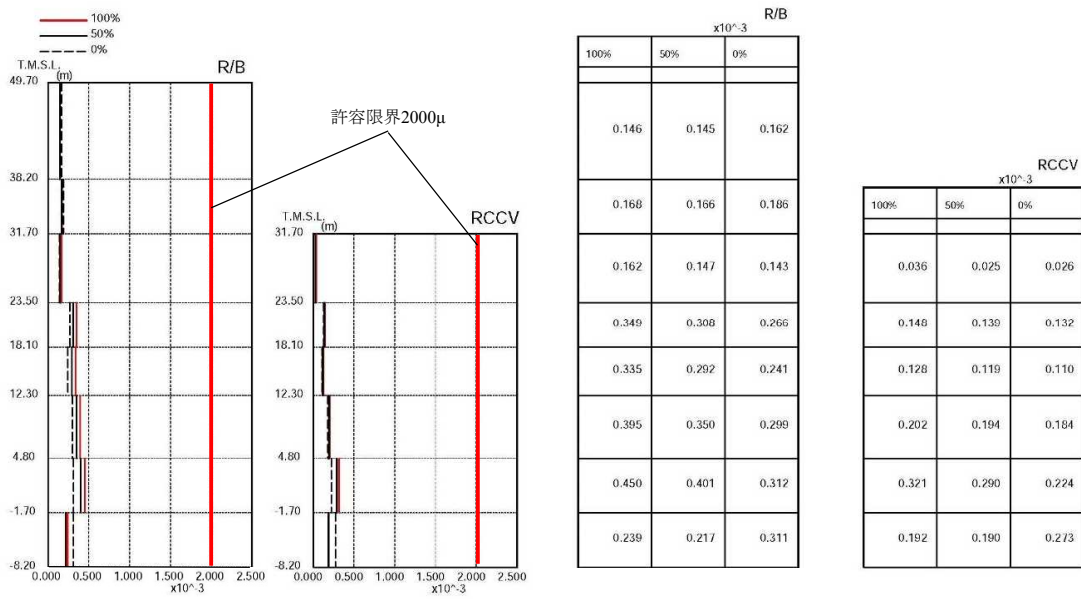 100%
50%
0%
T.M.S.L.
(m)
R/B
49.70
38.20
31.70
23.50
18.10
12.30
4.80
-1.70
-8.20
0.000 0.500 1.000 1.500 2.000 2.500
x10^-3
許容限界2000μ
T.M.S.L.
(m)
RCCV
31.70
23.50
18.10
12.30
4.80
-1.70
-8.20
0.000 0.500 1.000 1.500 2.000 2.500
x10^-3
R/B
x10^-3
100% 50% 0%
0.146 0.145 0.162
0.168 0.166 0.186
0.162 0.147 0.143
0.349 0.308 0.266
0.335 0.292 0.241
0.395 0.350 0.299
0.450 0.401 0.312
0.239 0.217 0.311
RCCV
x10^-3
100% 50% 0%
0.036 0.025 0.026
0.148 0.139 0.132
0.128 0.119 0.110
0.202 0.194 0.184
0.321 0.290 0.224
0.192 0.190 0.273